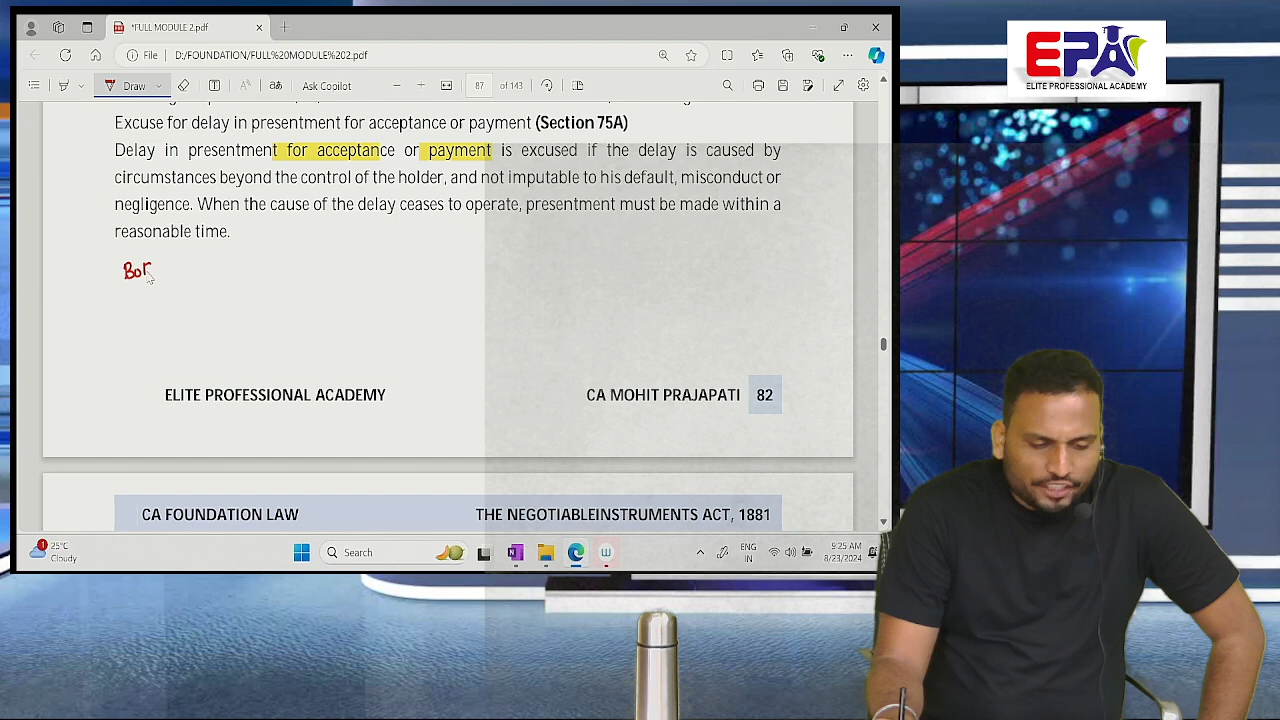 *FULL MODULE 2.pdf
EPA
ELITE PROFESSIONAL ACADEMY
File
D:/FOUNDATION/FULL%20MODULE
Draw
Ask Copilot
87 of 143
Excuse for delay in presentment for acceptance or payment (Section 75A)
Delay in presentment for acceptance or payment is excused if the delay is caused by
circumstances beyond the control of the holder, and not imputable to his default, misconduct or
negligence. When the cause of the delay ceases to operate, presentment must be made within a
reasonable time.
Bor
ELITE PROFESSIONAL ACADEMY
CA MOHIT PRAJAPATI 82
CA FOUNDATION LAW
THE NEGOTIABLEINSTRUMENTS ACT, 1881
25°C
Cloudy
Search
ENG
IN
9:25 AM
8/23/2024